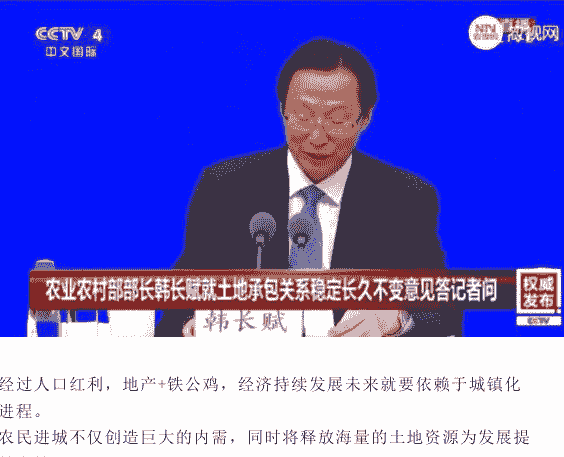 CCTV 4
中文国际
NTV
微视网
农业农村部部长韩长赋就土地承包关系稳定长久不变意见答记者问
权威
发布
CCTV
韩长赋
经过人口红利，地产+铁公鸡，经济持续发展未来就要依赖于城镇化
进程。
农民进城不仅创造巨大的内需，同时将释放海量的土地资源为发展提